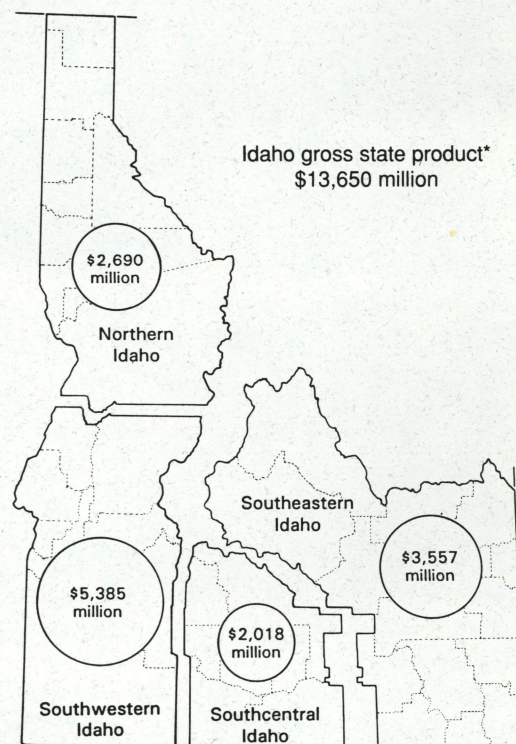 Idaho gross state product*
$13,650 million
$2,690
million
Northern
Idaho
Southeastern
Idaho
$3,557
million
$5,385
million
$2,018
million
Southwestern
Idaho
Southcentral
Idaho